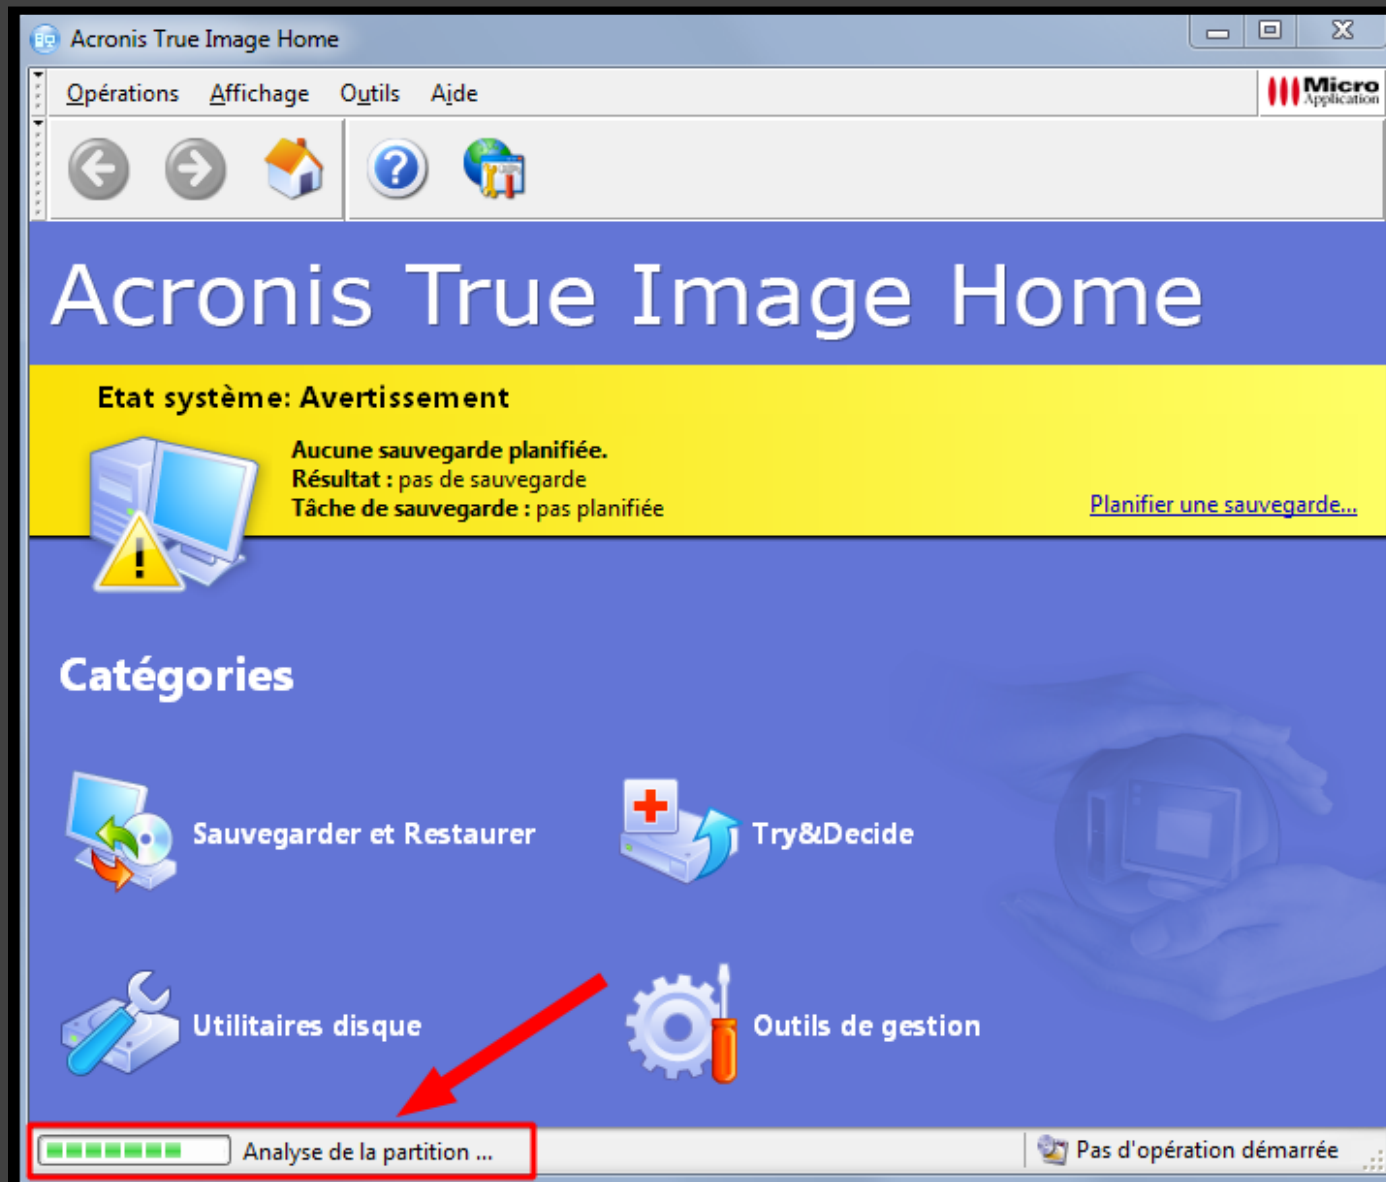 Acronis True Image Home
Opérations Affichage Outils Aide
Micro
Application
Acronis True Image Home
Etat système: Avertissement
Aucune sauvegarde planifiée.
Résultat : pas de sauvegarde
Tâche de sauvegarde : pas planifiée
Planifier une sauvegarde...
Catégories
Sauvegarder et Restaurer
Try&Decide
Utilitaires disque
Outils de gestion
Analyse de la partition ...
Pas d'opération démarrée